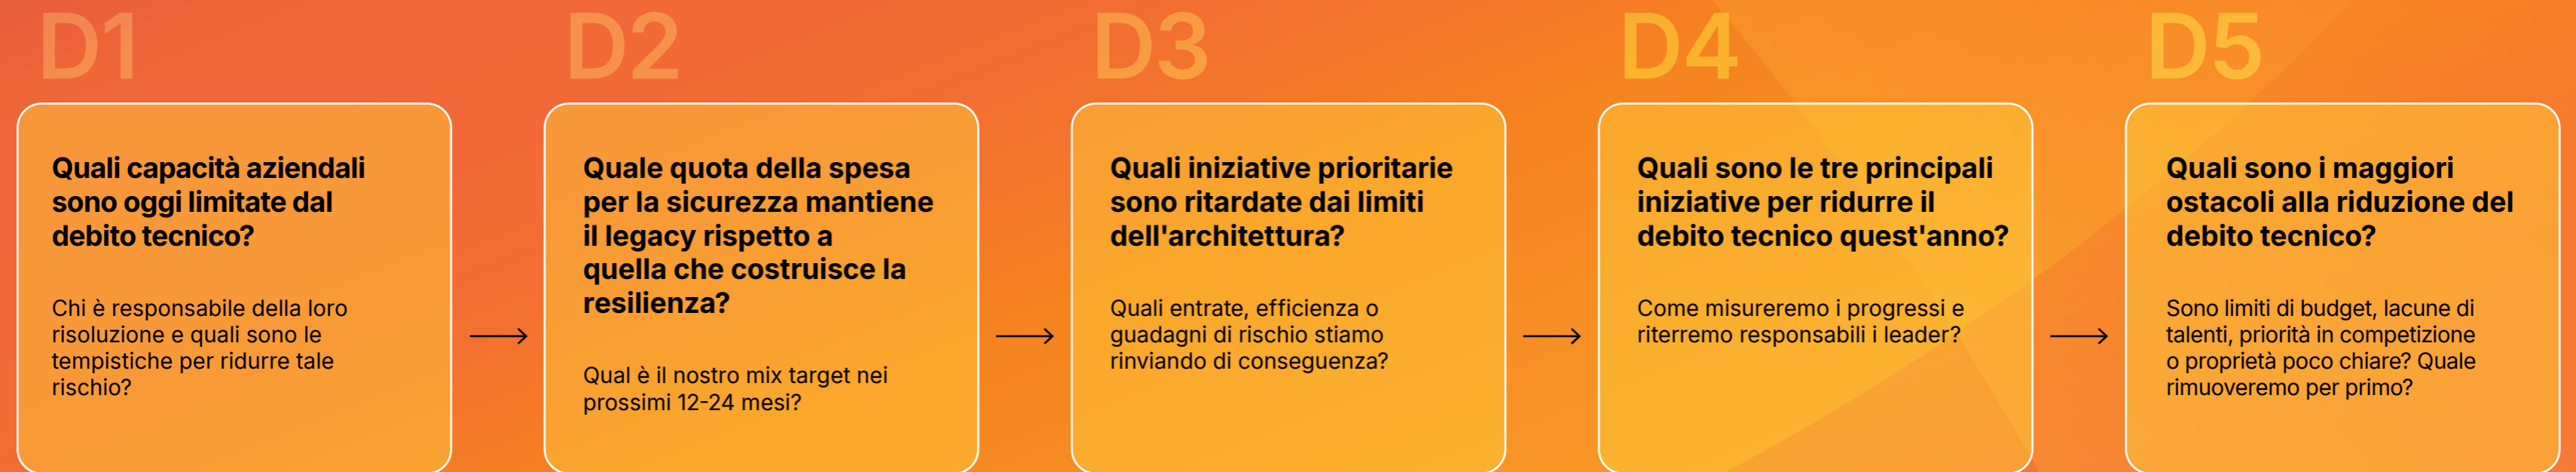 D1
Quali capacità aziendali
sono oggi limitate dal
debito tecnico?
Chi è responsabile della loro
risoluzione e quali sono le
tempistiche per ridurre tale
rischio?
D2
Quale quota della spesa
per la sicurezza mantiene
il legacy rispetto a
quella che costruisce la
resilienza?
Qual è il nostro mix target nei
prossimi 12-24 mesi?
D3
Quali iniziative prioritarie
sono ritardate dai limiti
dell'architettura?
Quali entrate, efficienza o
guadagni di rischio stiamo
rinviando di conseguenza?
D4
Quali sono le tre principali
iniziative per ridurre il
debito tecnico quest'anno?
Come misureremo i progressi e
riterremo responsabili i leader?
D5
Quali sono i maggiori
ostacoli alla riduzione del
debito tecnico?
Sono limiti di budget, lacune di
talenti, priorità in competizione
o proprietà poco chiare? Quale
rimuoveremo per primo?